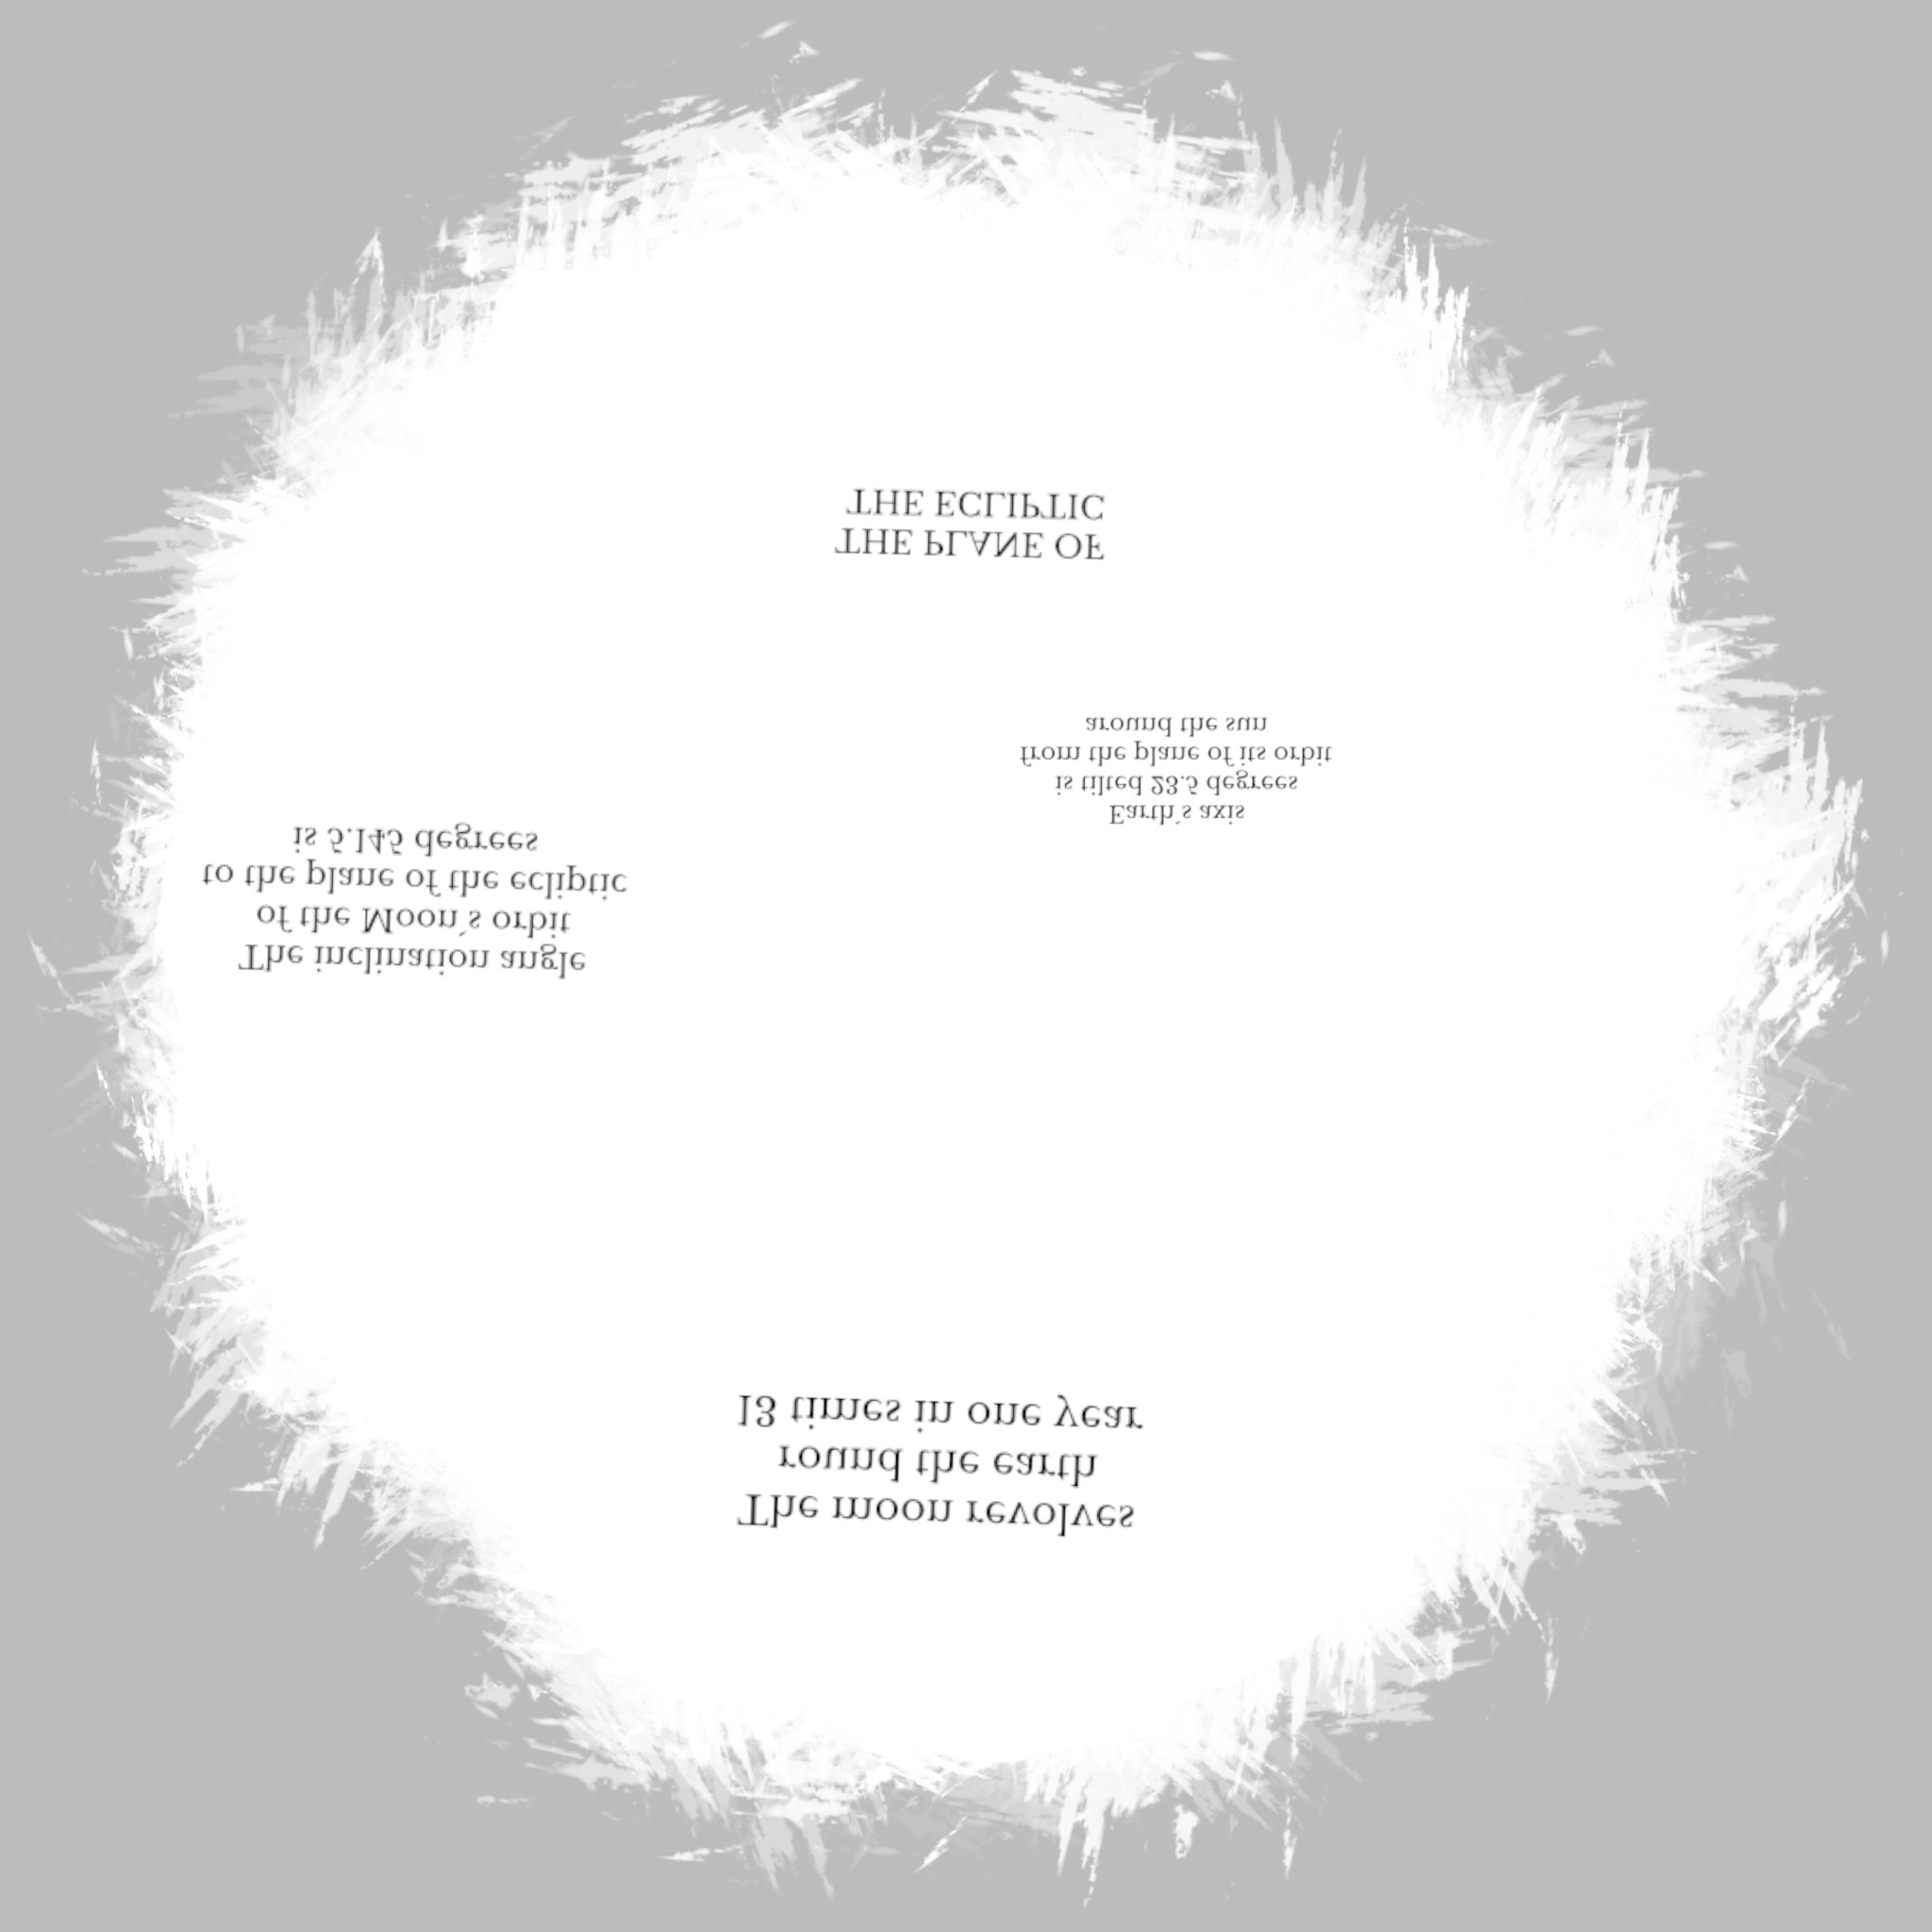 THE PLANE OF
THE ECLIPTIC
Earth's axis
is tilted 23.5 degrees
from the plane of its orbit
around the sun
The inclination angle
of the Moon's orbit
to the plane of the ecliptic
is 5.145 degrees
The moon revolves
round the earth
13 times in one year